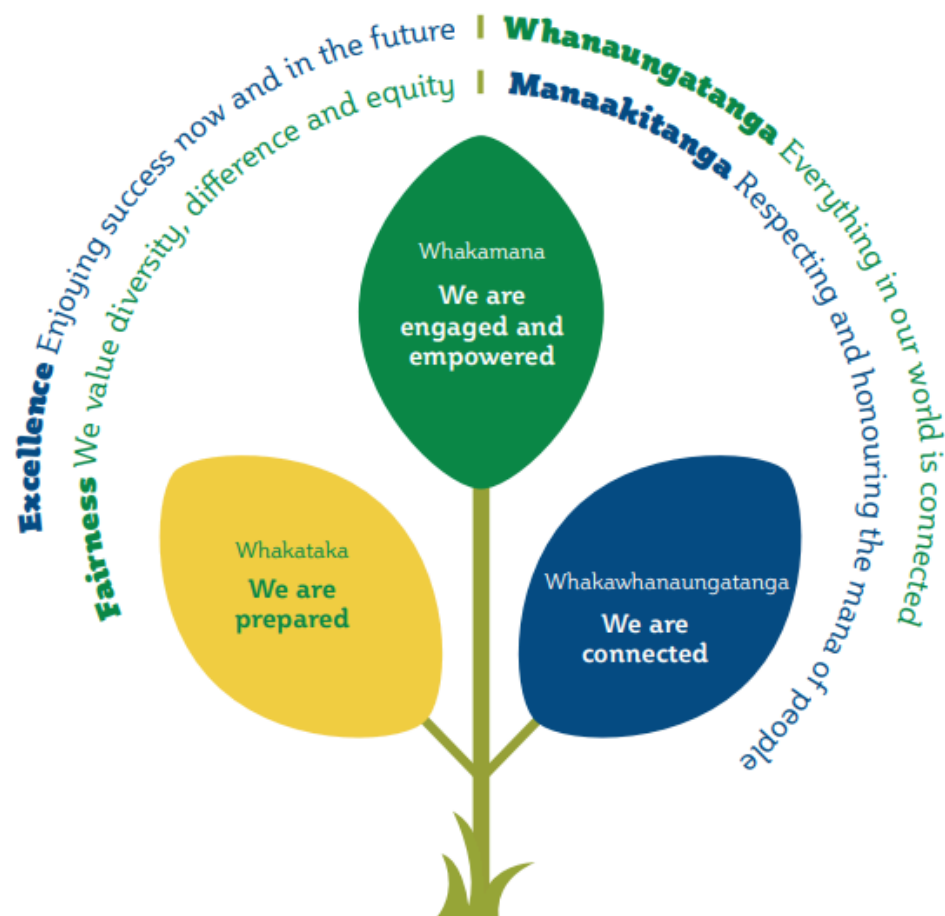 Excellence Enjoying success now and in the future
Whanaungatanga Everything in our world is connected
Fairness We value diversity, difference and equity
Manaakitanga Respecting and honouring the mana of people
Whakamana
We are
engaged and
empowered
Whakataka
We are
prepared
Whakawhanaungatanga
We are
connected